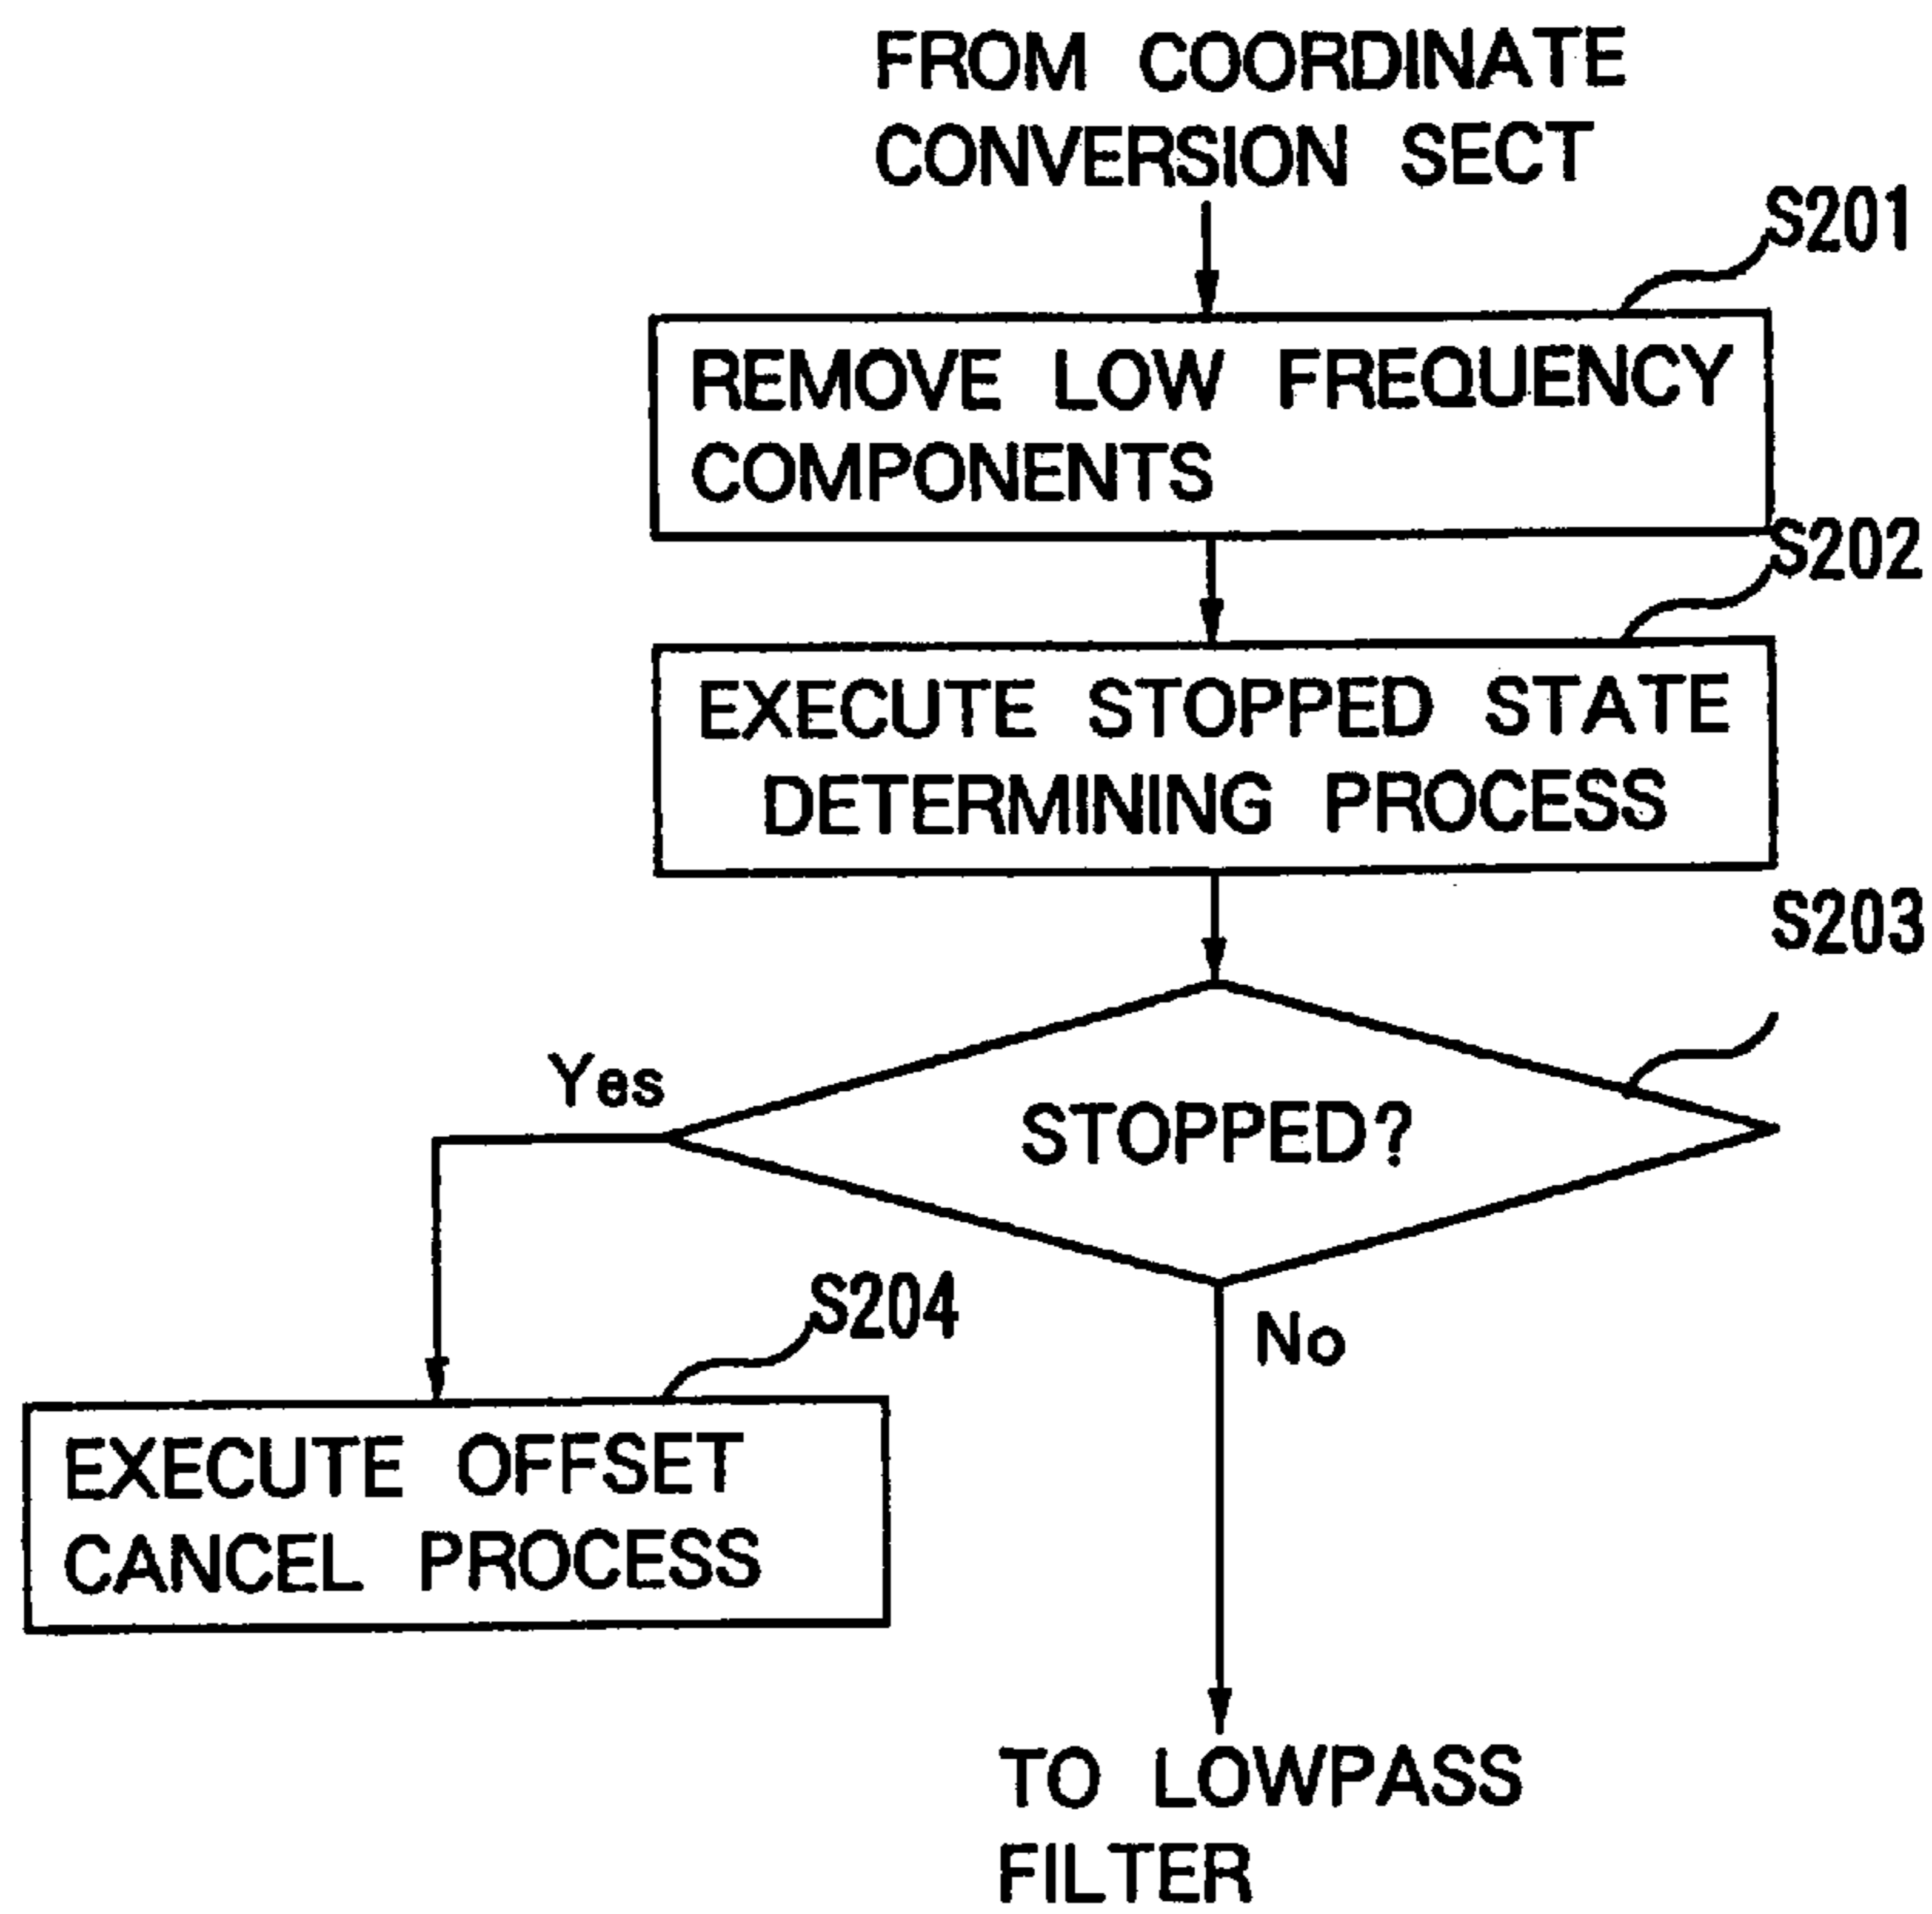 FROM COORDINATE
CONVERSION SECT
S201
REMOVE LOW FREQUENCY
COMPONENTS
S202
EXECUTE STOPPED STATE
DETERMINING PROCESS
S203
Yes
STOPPED?
S204
No
EXECUTE OFFSET
CANCEL PROCESS
TO LOWPASS
FILTER